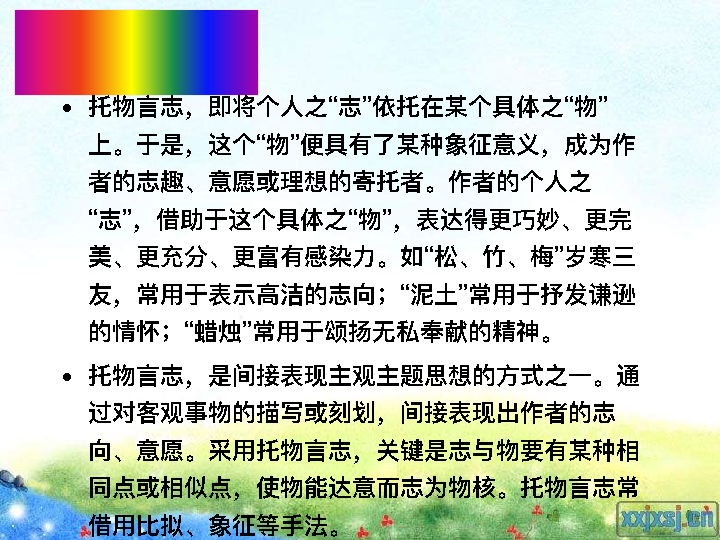 • 托物言志，即将个人之“志”依托在某个具体之“物”
上。于是，这个“物”便具有了某种象征意义，成为作
者的志趣、意愿或理想的寄托者。作者的个人之
“志”，借助于这个具体之“物”，表达得更巧妙、更完
美、更充分、更富有感染力。如“松、竹、梅”岁寒三
友，常用于表示高洁的志向；“泥土”常用于抒发谦逊
的情怀；“蜡烛”常用于颂扬无私奉献的精神。
• 托物言志，是间接表现主观主题思想的方式之一。通
过对客观事物的描写或刻划，间接表现出作者的志
向、意愿。采用托物言志，关键是志与物要有某种相
同点或相似点，使物能达意而志为物核。托物言志常
借用比拟、象征等手法。
xxjxsj.cn